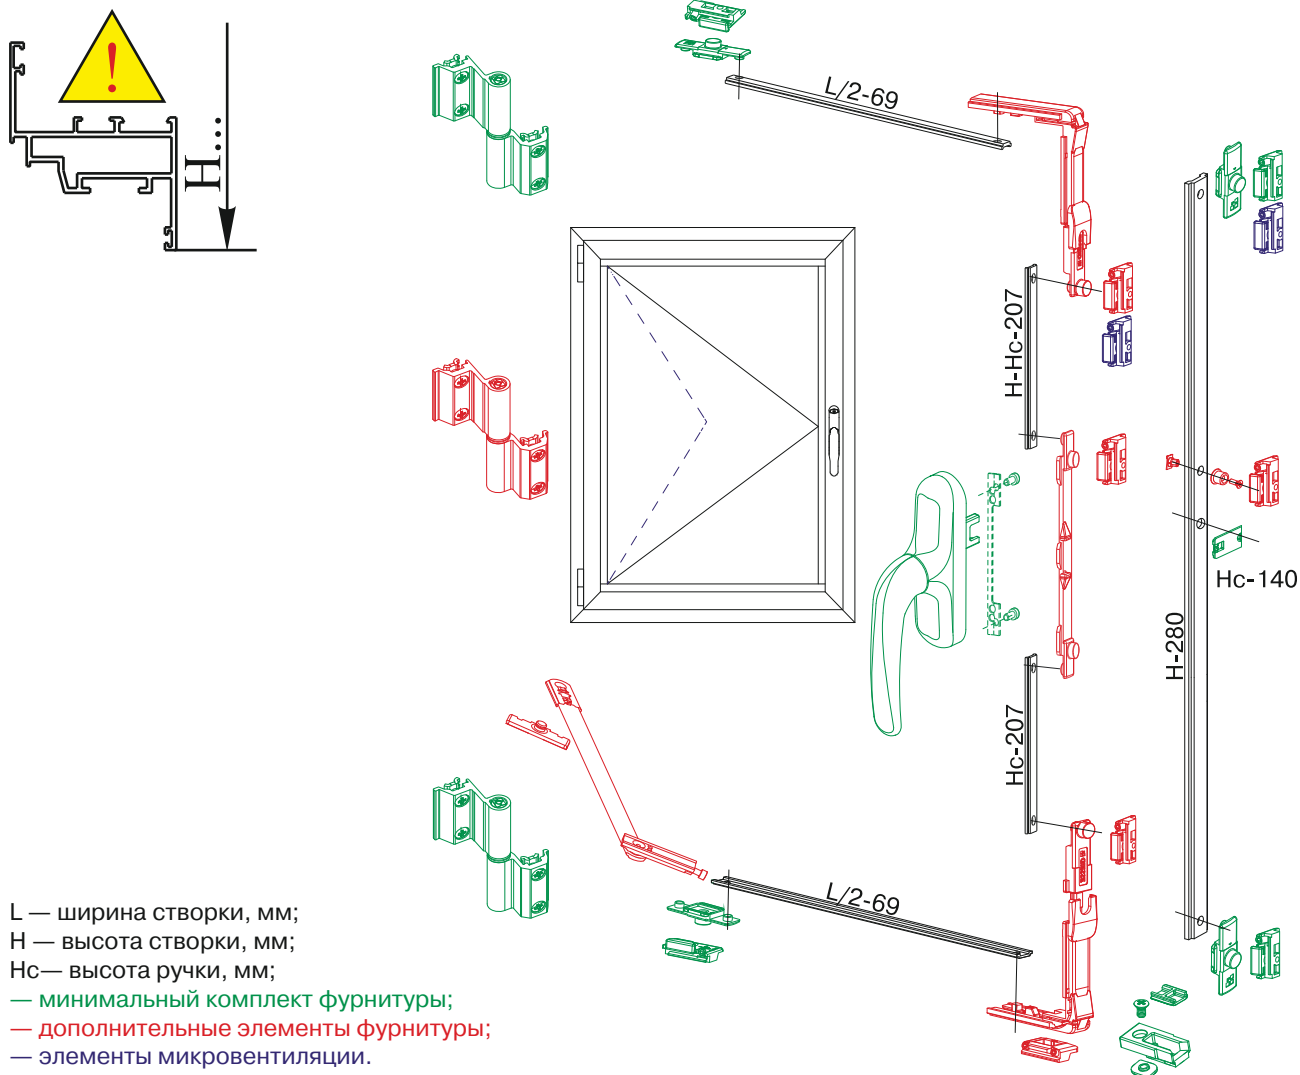 !
H...
L/2-69
H-Hc-207
Hc-140
H-280
Hc-207
L/2-69
L — ширина створки, мм;
H — высота створки, мм;
Hc— высота ручки, мм;
— минимальный комплект фурнитуры;
— дополнительные элементы фурнитуры;
— элементы микровентиляции.